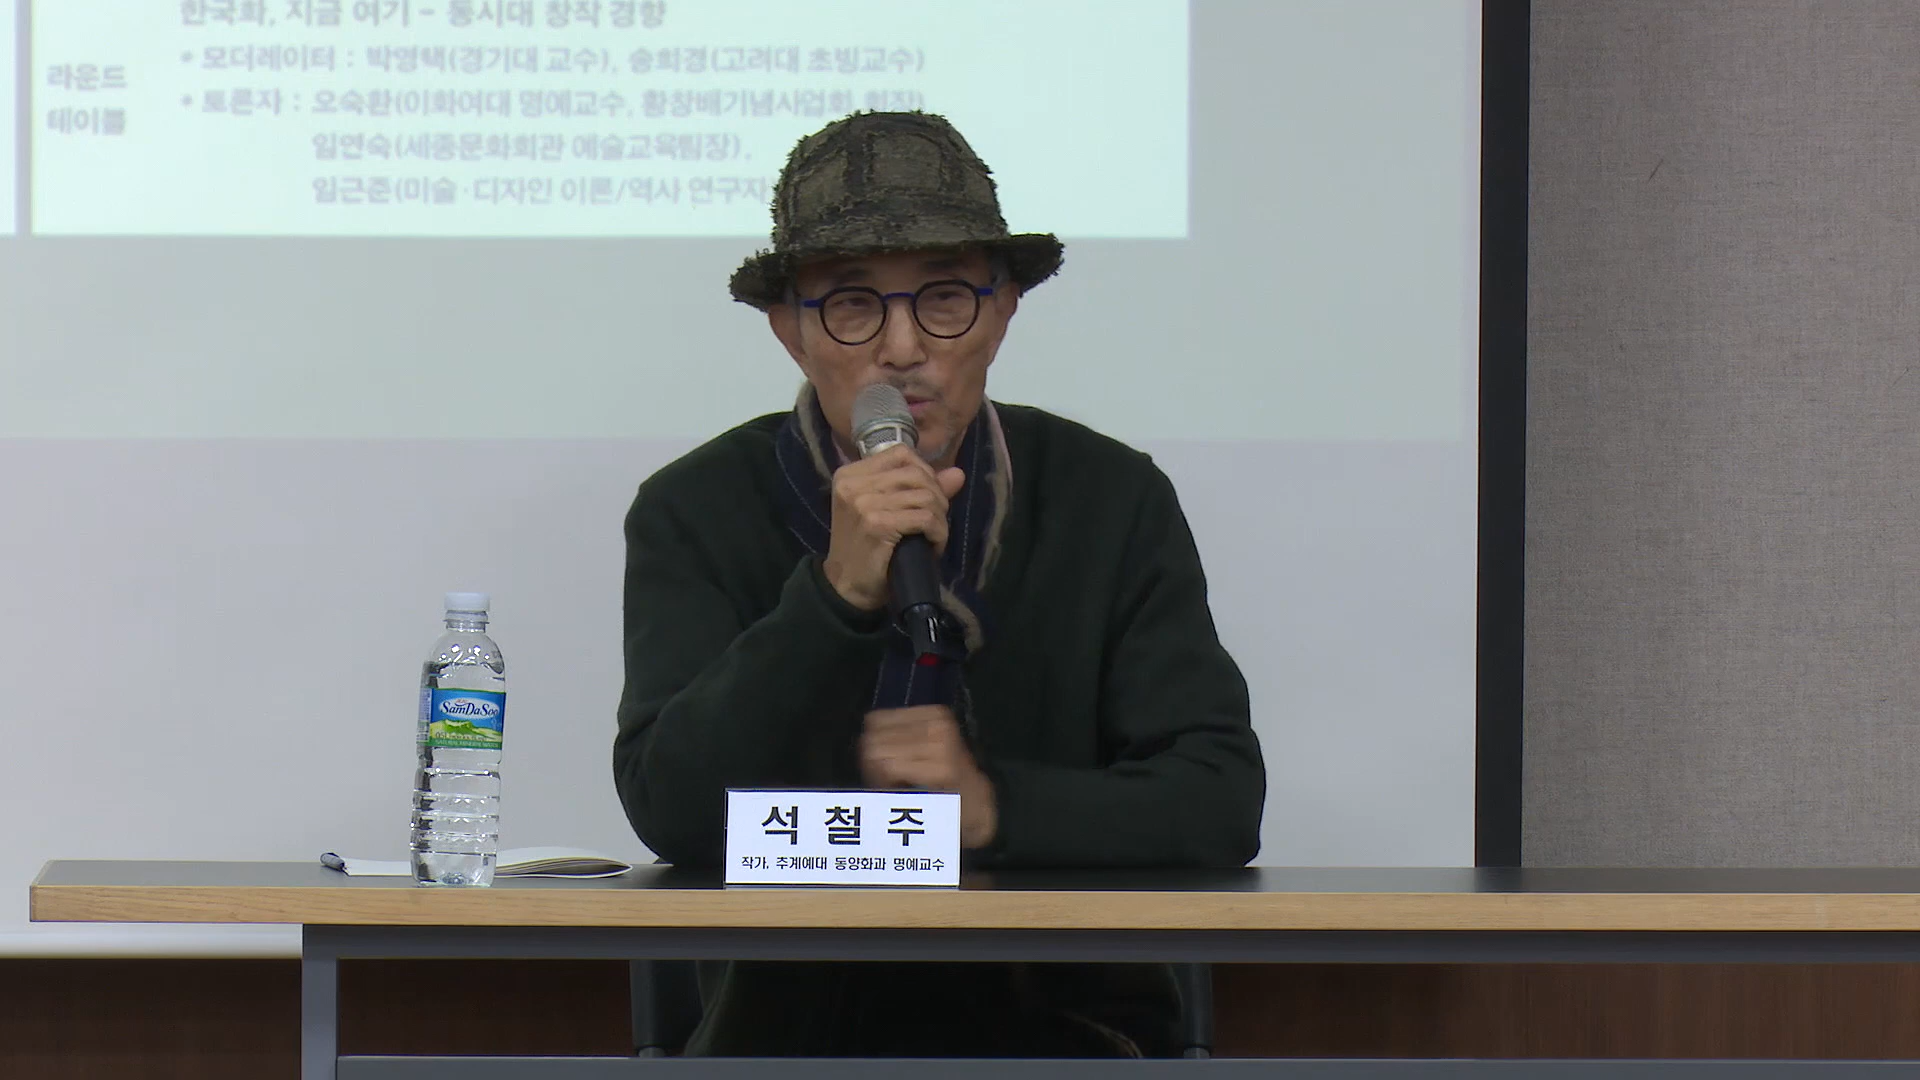 한국화, 지금 여기 - 동시대 창작 경향
라운드
테이블
* 모더레이터 : 박영택(경기대 교수), 송희경(고려대 초빙교수)
* 토론자 : 오숙환(이화여대 명예교수, 황창배기념사업회 회장)
임연숙(세종문화회관 예술교육팀장),
임근준(미술·디자인 이론/역사 연구자
SamDaSoo
NATURAL MINERAL WATER
석 철 주
작가, 추계예대 동양화과 명예교수